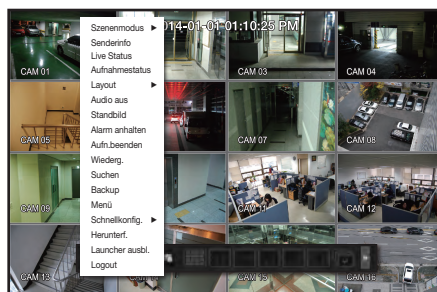 2014-01-01 01:10:25 PM
Szenenmodus
Senderinfo
Live Status
Aufnahmestatus
Layout
Audio aus
Standbild
Alarm anhalten
Aufn.beenden
Wiederg.
Suchen
Backup
Menü
Schnellkonfig.
Herunterf.
Launcher ausbl.
Logout
CAM 01
CAM 03
CAM 04
CAM 05
CAM 07
CAM 08
CAM 09
CAM 11
CAM 12
CAM 13
CAM 15
CAM 16